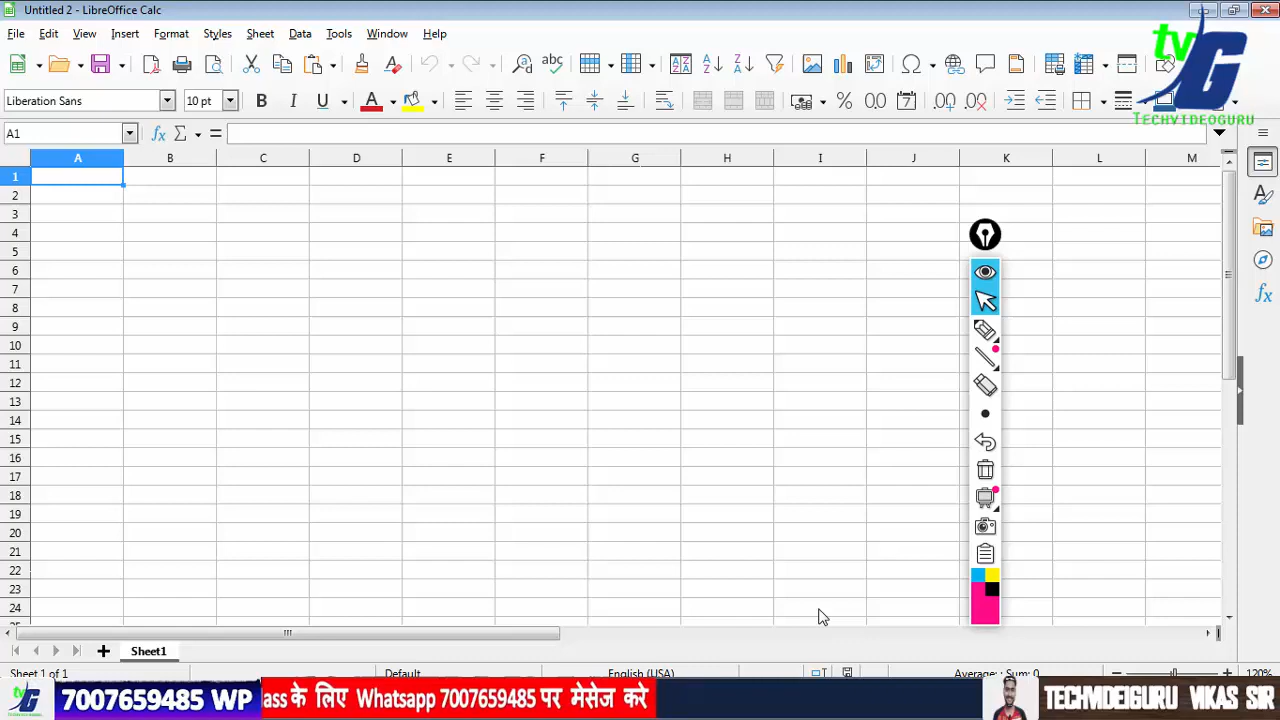 Untitled 2 - LibreOffice Calc
File Edit View Insert Format Styles Sheet Data Tools Window Help
tv G
TECHVIDEOGURU
Liberation Sans 10 pt
A1
A B C D E F G H I J K L M
1
2
3
4
5
6
7
8
9
10
11
12
13
14
15
16
17
18
19
20
21
22
23
24
Sheet1
Sheet 1 of 1 Default English (USA) Average: Sum: 0 120%
7007659485 WP ass के लिए Whatsapp 7007659485 पर मेसेज करे TECHVIDEIGURU VIKAS SIR